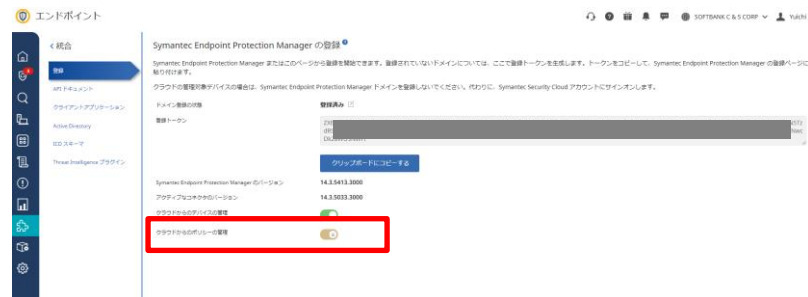 エンドポイント
SOFTBANK C & S CORP
Yuichi
統合
Symantec Endpoint Protection Manager の登録
Symantec Endpoint Protection Manager またはこのページから登録を開始できます。登録されていないドメインについては、ここで登録トークンを生成します。トークンをコピーして、Symantec Endpoint Protection Manager の登録ページに
貼り付けます。
登録
クラウドの管理対象デバイスの場合は、Symantec Endpoint Protection Manager ドメインを登録しないでください。代わりに、Symantec Security Cloud アカウントにサインオンします。
API ドキュメント
クライアントアプリケーション
ドメイン登録の状態
登録済み
Active Directory
登録トークン
ICD スキーマ
Threat Intelligence プラグイン
クリップボードにコピーする
Symantec Endpoint Protection Manager のバージョン
14.3.5413.3000
アクティブなコネクタのバージョン
14.3.5033.3000
クラウドからのデバイスの管理
クラウドからのポリシーの管理